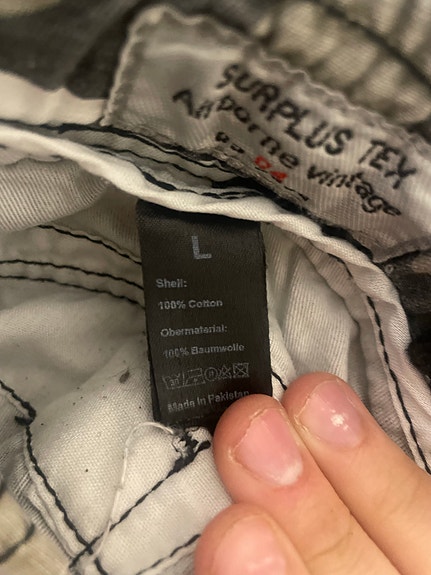 SURPLUS TEX
Airborne vintage
L
Shell:
100% Cotton
Obermaterial:
100% Baumwolle
Made in Pakistan